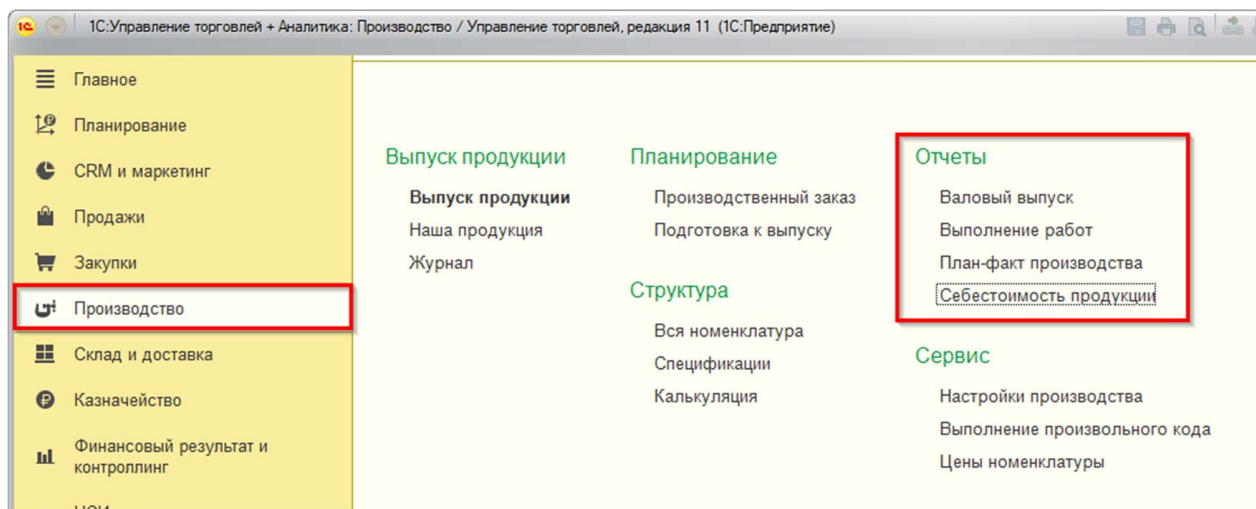 1С:Управление торговлей + Аналитика: Производство / Управление торговлей, редакция 11 (1С:Предприятие)
Главное
Планирование
CRM и маркетинг
Продажи
Закупки
Производство
Склад и доставка
Казначейство
Финансовый результат и
контроллинг
Выпуск продукции
Выпуск продукции
Наша продукция
Журнал
Планирование
Производственный заказ
Подготовка к выпуску
Структура
Вся номенклатура
Спецификации
Калькуляция
Отчеты
Валовый выпуск
Выполнение работ
План-факт производства
Себестоимость продукции
Сервис
Настройки производства
Выполнение произвольного кода
Цены номенклатуры